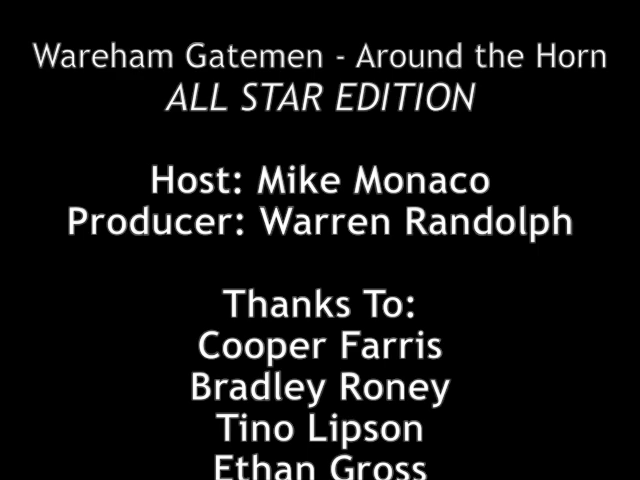 Wareham Gatemen - Around the Horn
ALL STAR EDITION
Host: Mike Monaco
Producer: Warren Randolph
Thanks To:
Cooper Farris
Bradley Roney
Tino Lipson
Ethan Gross